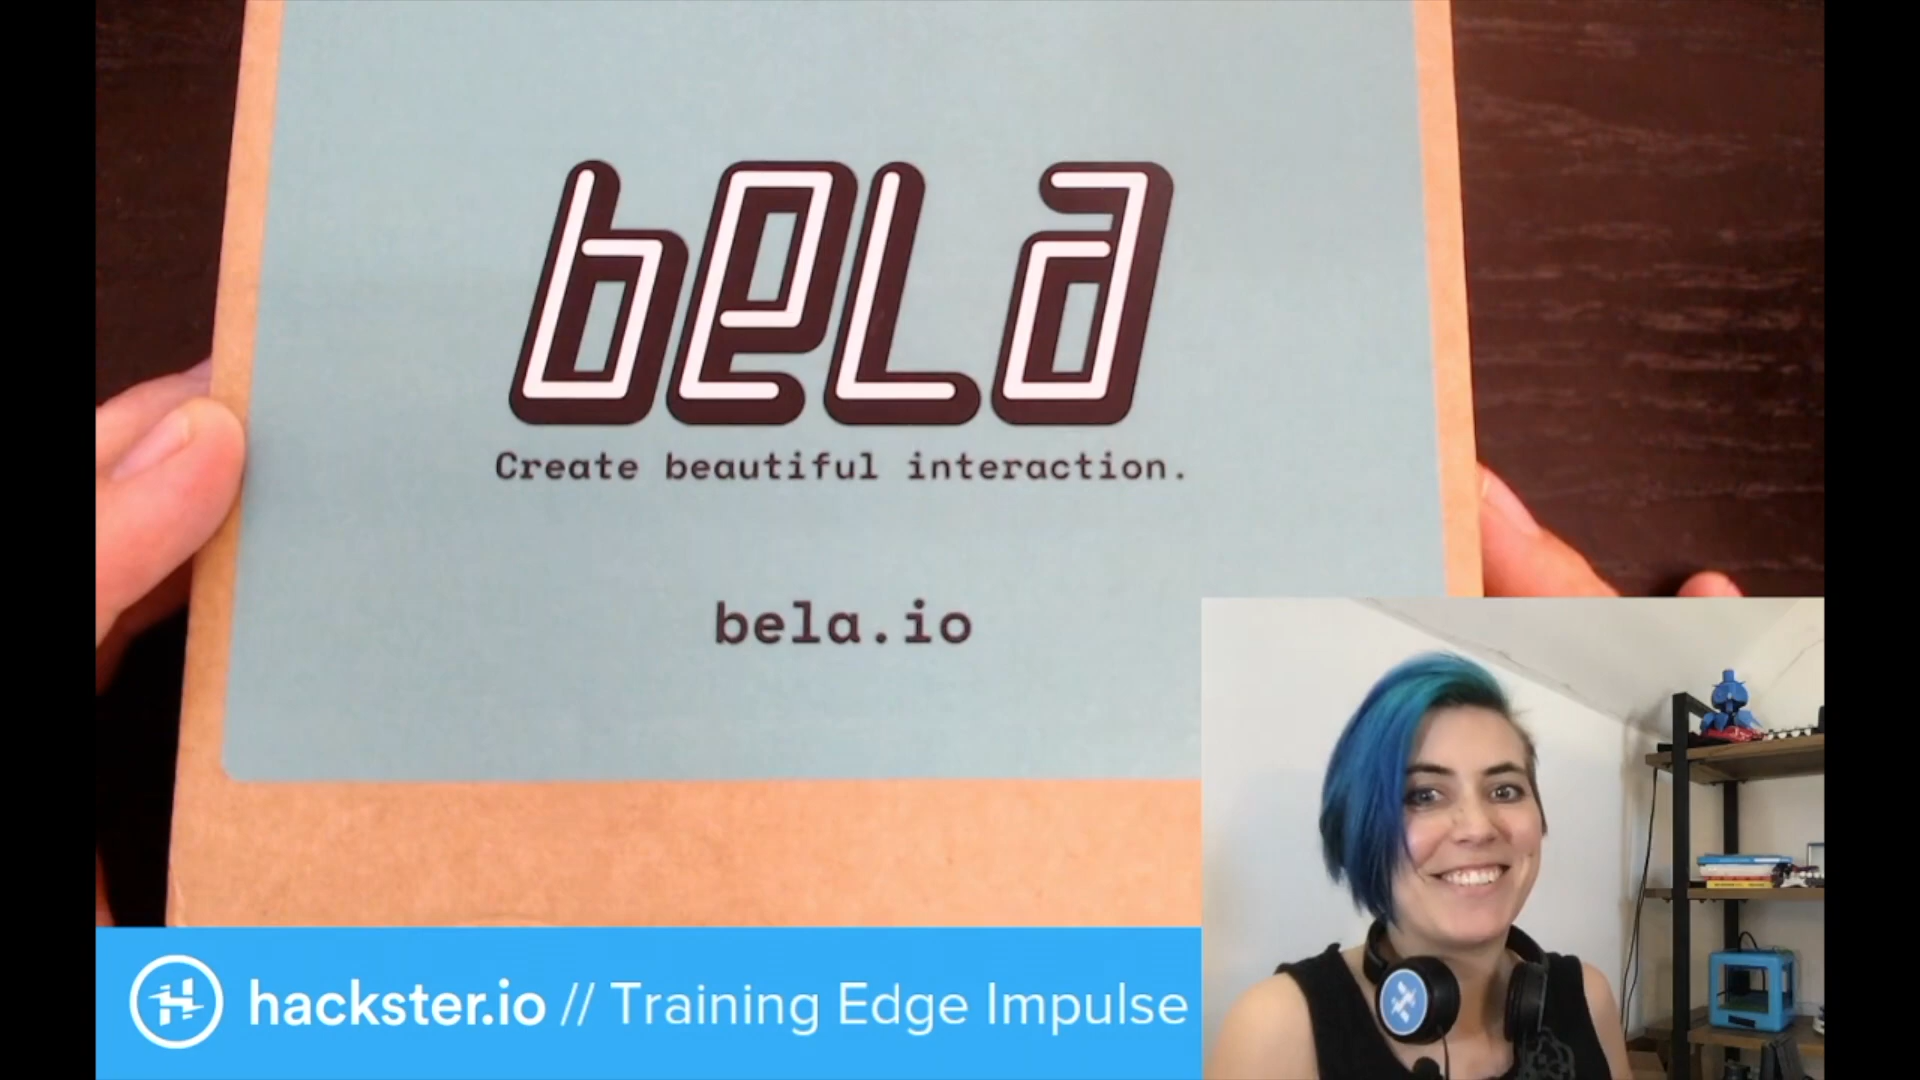 bela
Create beautiful interaction.
bela.io
hackster.io // Training Edge Impulse